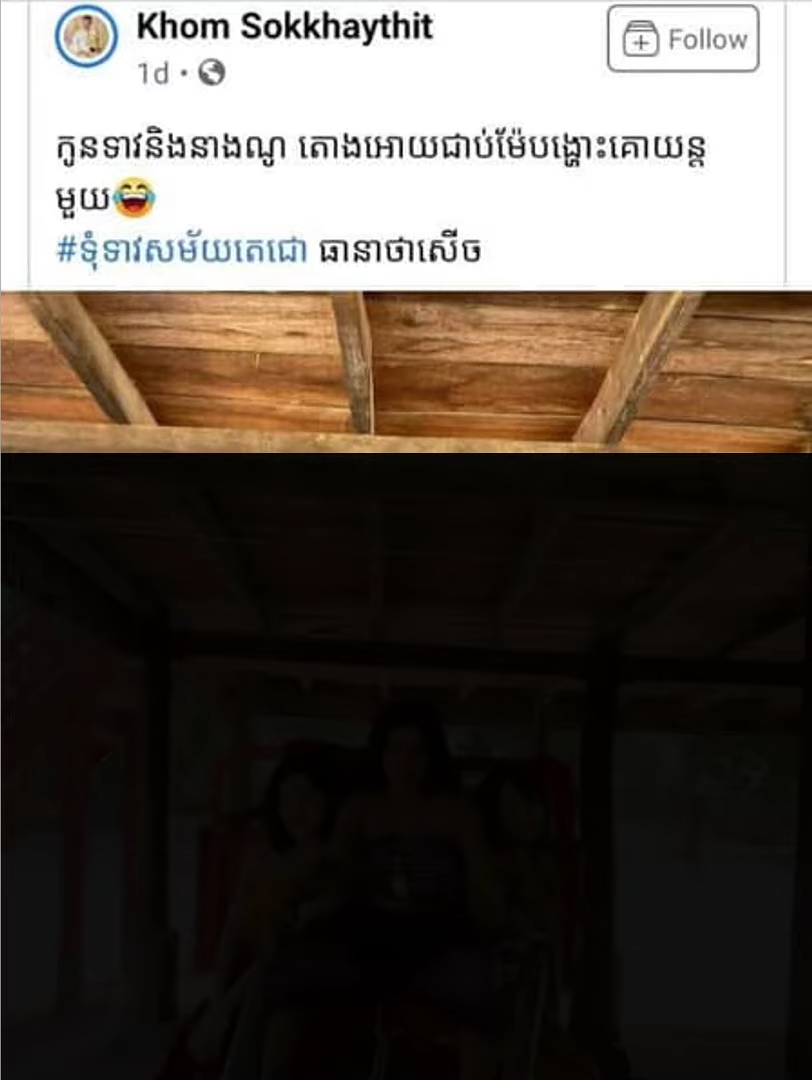 Khom Sokkhaythit
Follow
1d
កូនទាវនិងនាងណូ តោងអោយជាប់ម៉ែបង្ហោះគោយន្ត
មួយ😂
#ទុំទាវសម័យតេជោ ធានាថាសើច